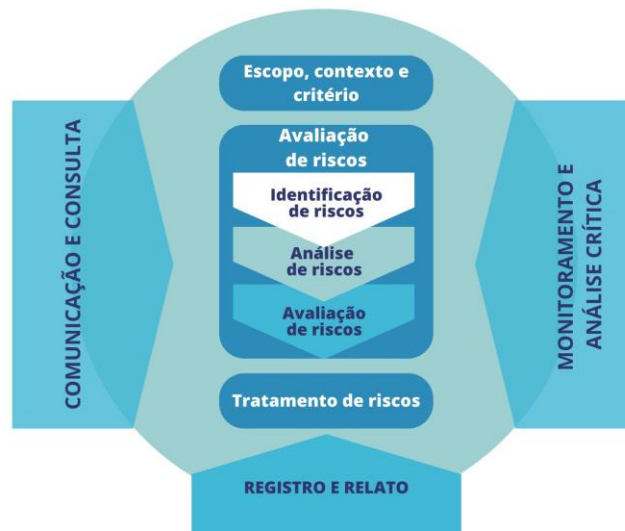 Escopo, contexto e
critério
Avaliação
de riscos
Identificação
de riscos
Análise
de riscos
Avaliação
de riscos
Tratamento de riscos
COMUNICAÇÃO E CONSULTA
MONITORAMENTO E
ANÁLISE CRÍTICA
REGISTRO E RELATO